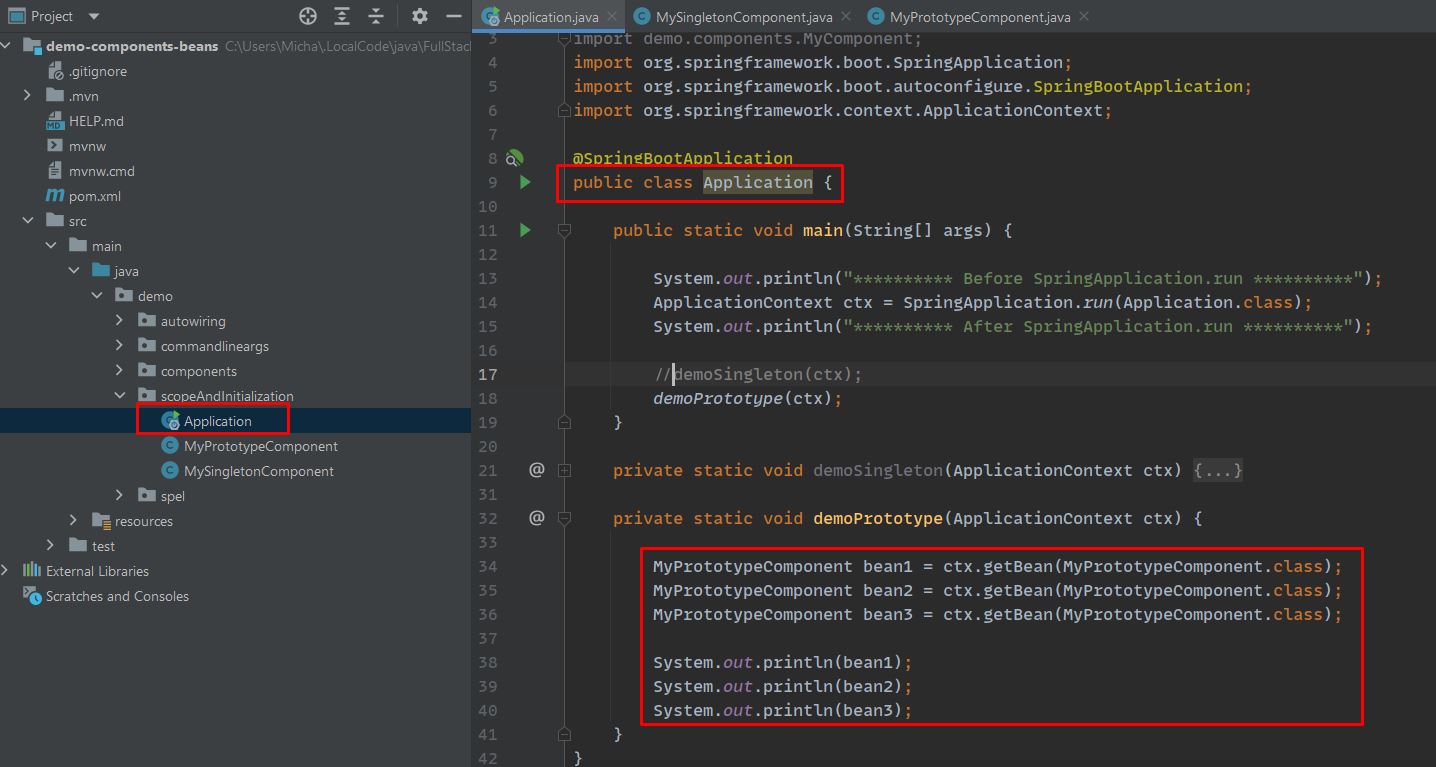 Project
demo-components-beans C:\Users\Micha\.LocalCode\java\FullStack
.gitignore
.mvn
HELP.md
mvnw
mvnw.cmd
pom.xml
src
main
java
demo
autowiring
commandlineargs
components
scopeAndInitialization
Application
MyPrototypeComponent
MySingletonComponent
spel
resources
test
External Libraries
Scratches and Consoles
Application.java MySingletonComponent.java MyPrototypeComponent.java
3 import demo.components.MyComponent;
4 import org.springframework.boot.SpringApplication;
5 import org.springframework.boot.autoconfigure.SpringBootApplication;
6 import org.springframework.context.ApplicationContext;
7
8 @SpringBootApplication
9 public class Application {
10
11 public static void main(String[] args) {
12
13 System.out.println("********** Before SpringApplication.run **********");
14 ApplicationContext ctx = SpringApplication.run(Application.class);
15 System.out.println("********** After SpringApplication.run **********");
16
17 //demoSingleton(ctx);
18 demoPrototype(ctx);
19 }
20
21 @ private static void demoSingleton(ApplicationContext ctx) {...}
31
32 @ private static void demoPrototype(ApplicationContext ctx) {
33
34 MyPrototypeComponent bean1 = ctx.getBean(MyPrototypeComponent.class);
35 MyPrototypeComponent bean2 = ctx.getBean(MyPrototypeComponent.class);
36 MyPrototypeComponent bean3 = ctx.getBean(MyPrototypeComponent.class);
37
38 System.out.println(bean1);
39 System.out.println(bean2);
40 System.out.println(bean3);
41 }
42 }